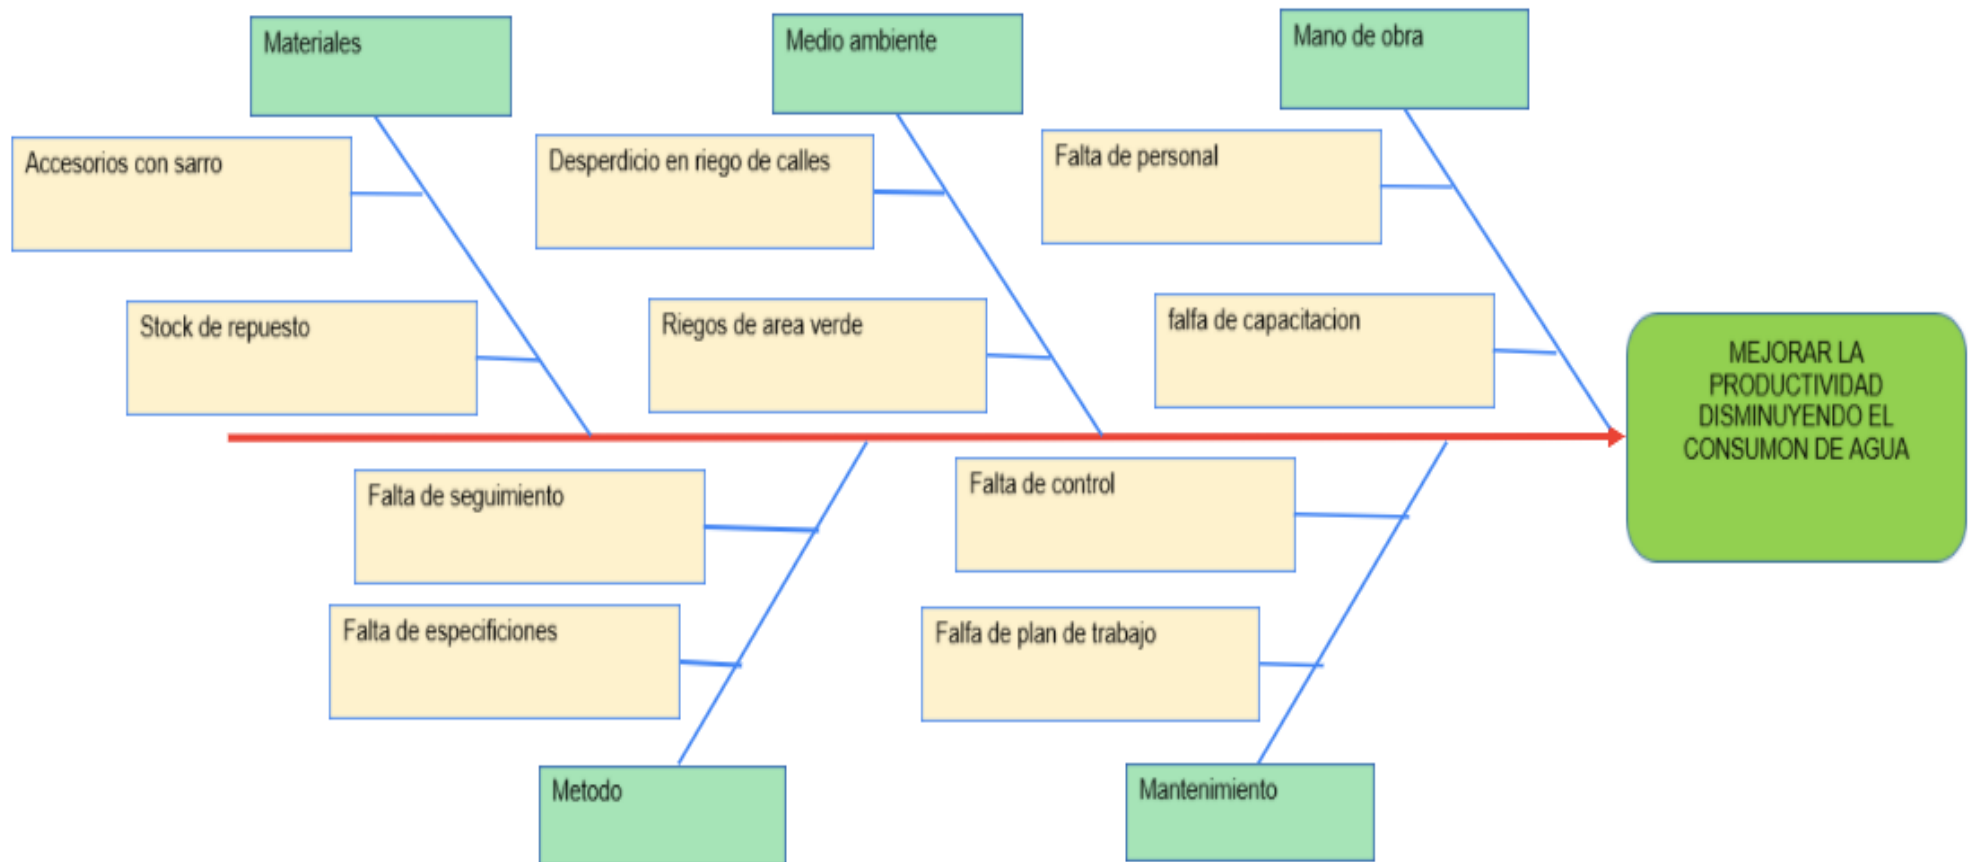 Materiales
Medio ambiente
Mano de obra
Accesorios con sarro
Desperdicio en riego de calles
Falta de personal
Stock de repuesto
Riegos de area verde
falfa de capacitacion
MEJORAR LA
PRODUCTIVIDAD
DISMINUYENDO EL
CONSUMON DE AGUA
Falta de seguimiento
Falta de control
Falta de especificiones
Falfa de plan de trabajo
Metodo
Mantenimiento